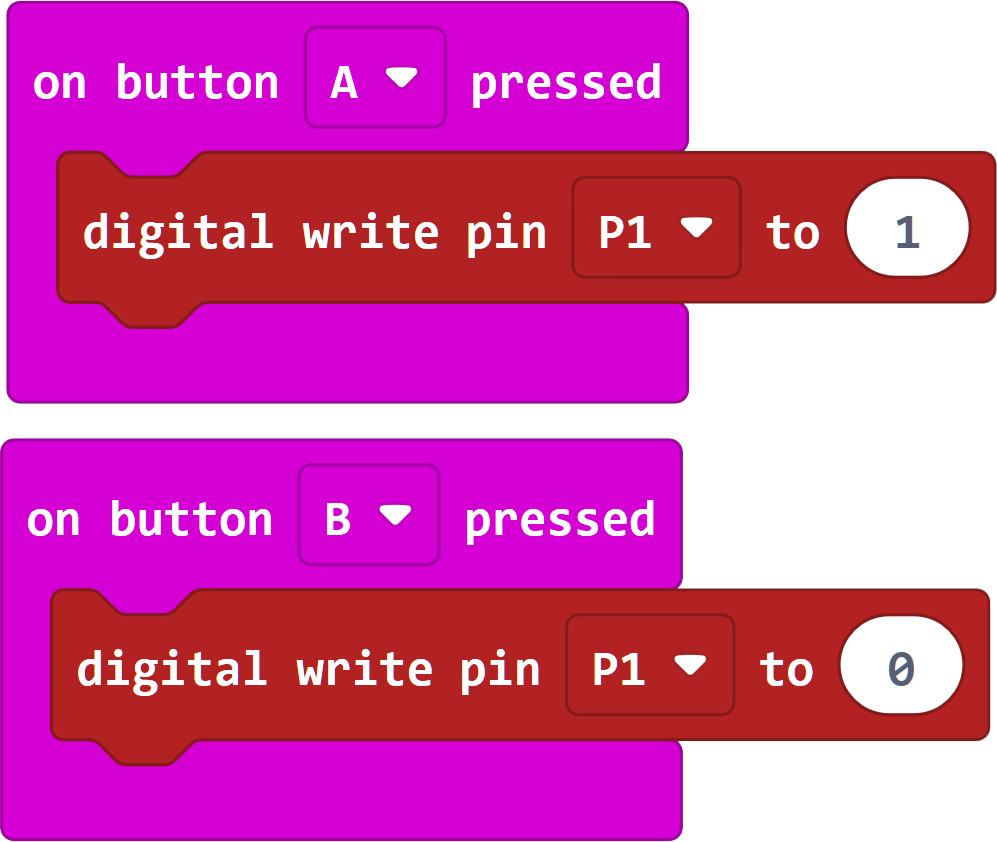 on button A pressed
digital write pin P1 to 1
on button B pressed
digital write pin P1 to 0